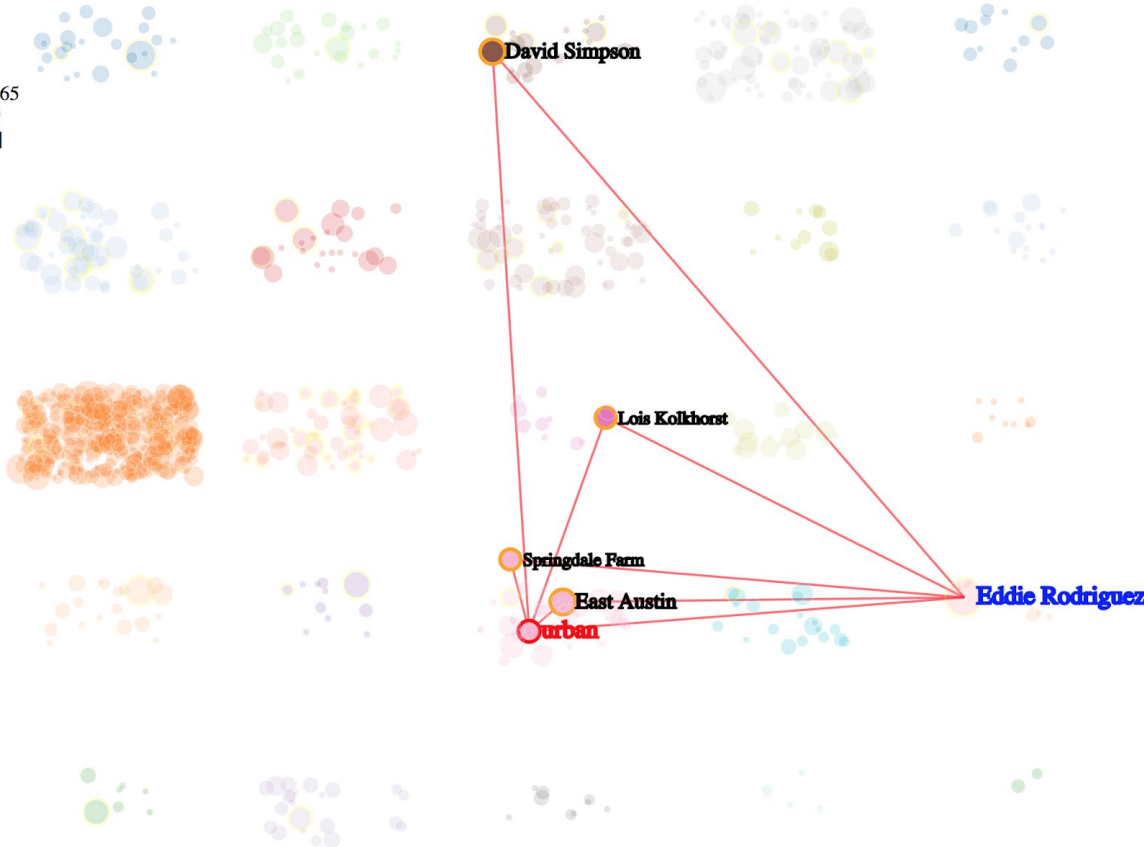 David Simpson
65
Lois Kolkhorst
Springdale Farm
East Austin
Eddie Rodriguez
urban